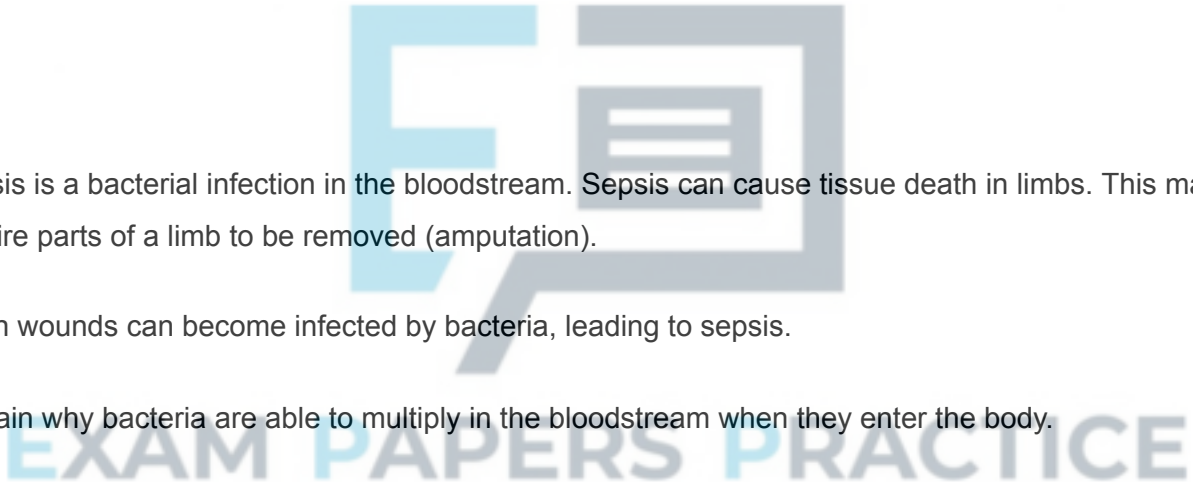 sis is a bacterial infection in the bloodstream. Sepsis can cause tissue death in limbs. This ma
ire parts of a limb to be removed (amputation).
n wounds can become infected by bacteria, leading to sepsis.
ain why bacteria are able to multiply in the bloodstream when they enter the body.
EXAM PAPERS PRACTICE